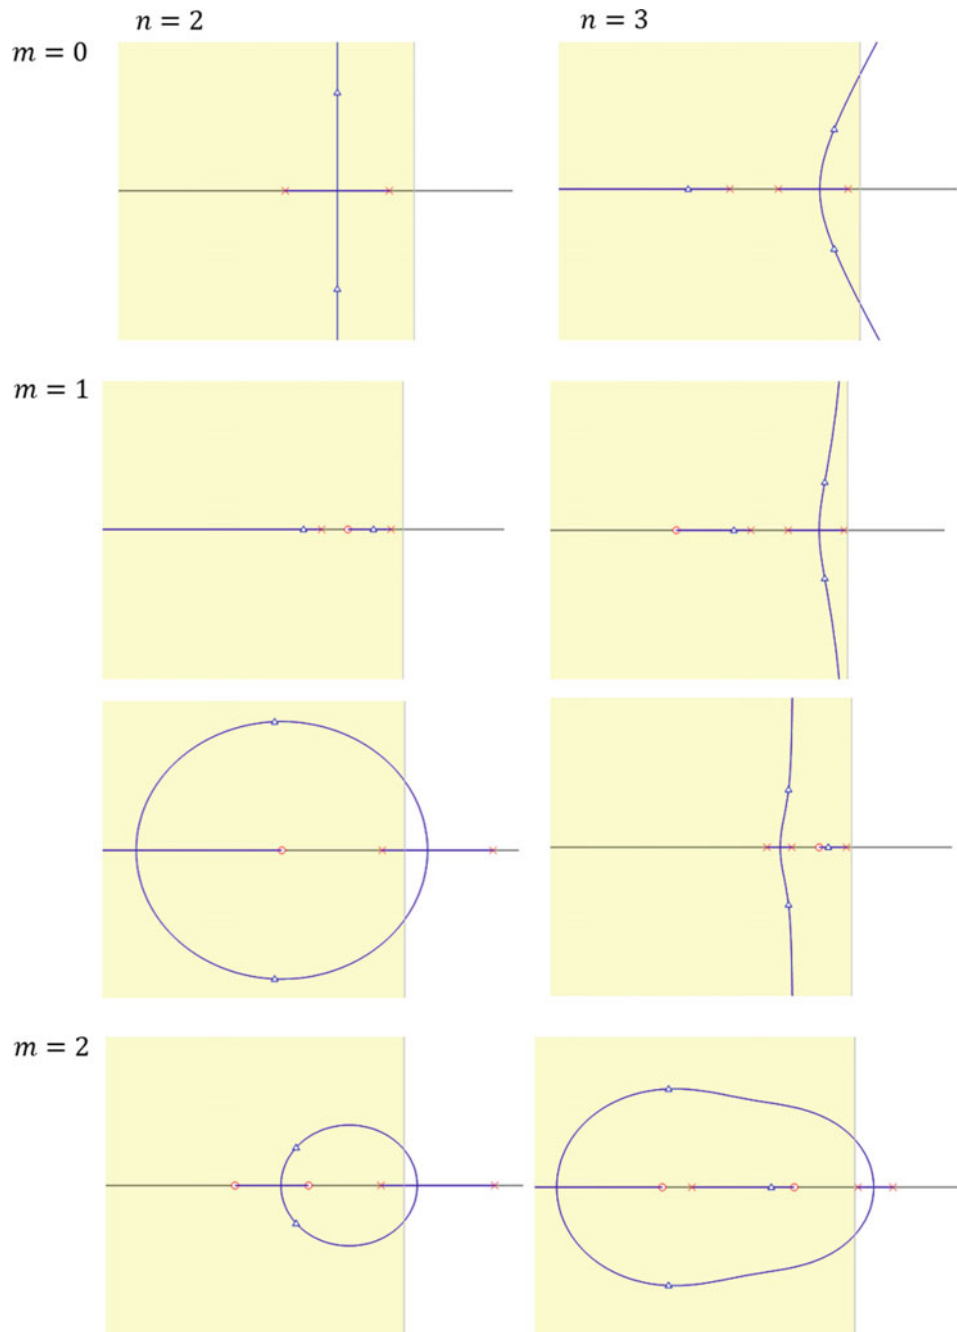 n = 2
n = 3
m = 0
m = 1
m = 2